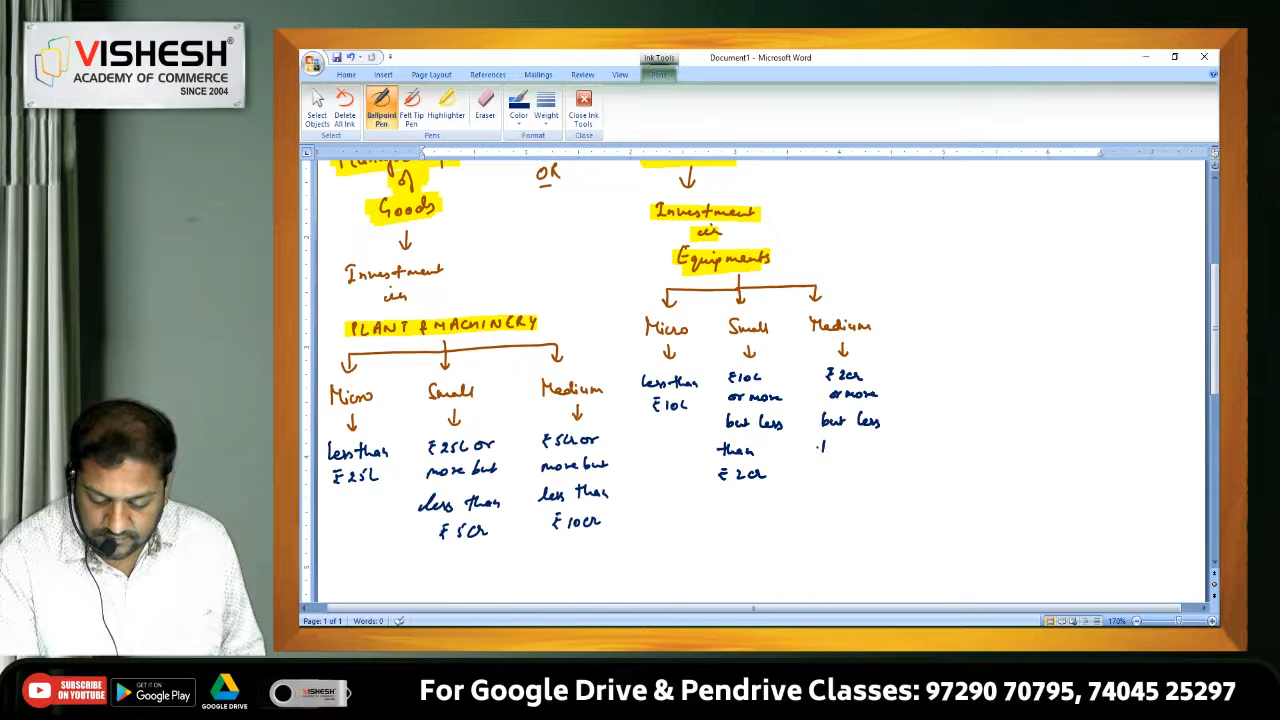 VISHESH®
ACADEMY OF COMMERCE
SINCE 2004
Ink Tools
Document1 - Microsoft Word
Home Insert Page Layout References Mailings Review View Pens
Select Objects
Delete All Ink
Ballpoint Pen
Felt Tip Pen
Highlighter
Eraser
Color
Weight
Close Ink Tools
Select
Pens
Format
Close
of
Goods
↓
Investment
in
PLANT & MACHINERY
Micro
↓
less than
₹25L
Small
↓
₹25L or
more but
less than
₹5Cr
Medium
↓
₹5Cr or
more but
less than
₹10Cr
OR
↓
Investment
in
Equipments
Micro
↓
less than
₹10L
Small
↓
₹10L
or more
but less
than
₹2cr
Medium
↓
₹2cr
or more
but less
Page: 1 of 1 Words: 0
170%
SUBSCRIBE
ON YOUTUBE
GET IT ON
Google Play
GOOGLE DRIVE
VISHESH
For Google Drive & Pendrive Classes: 97290 70795, 74045 25297